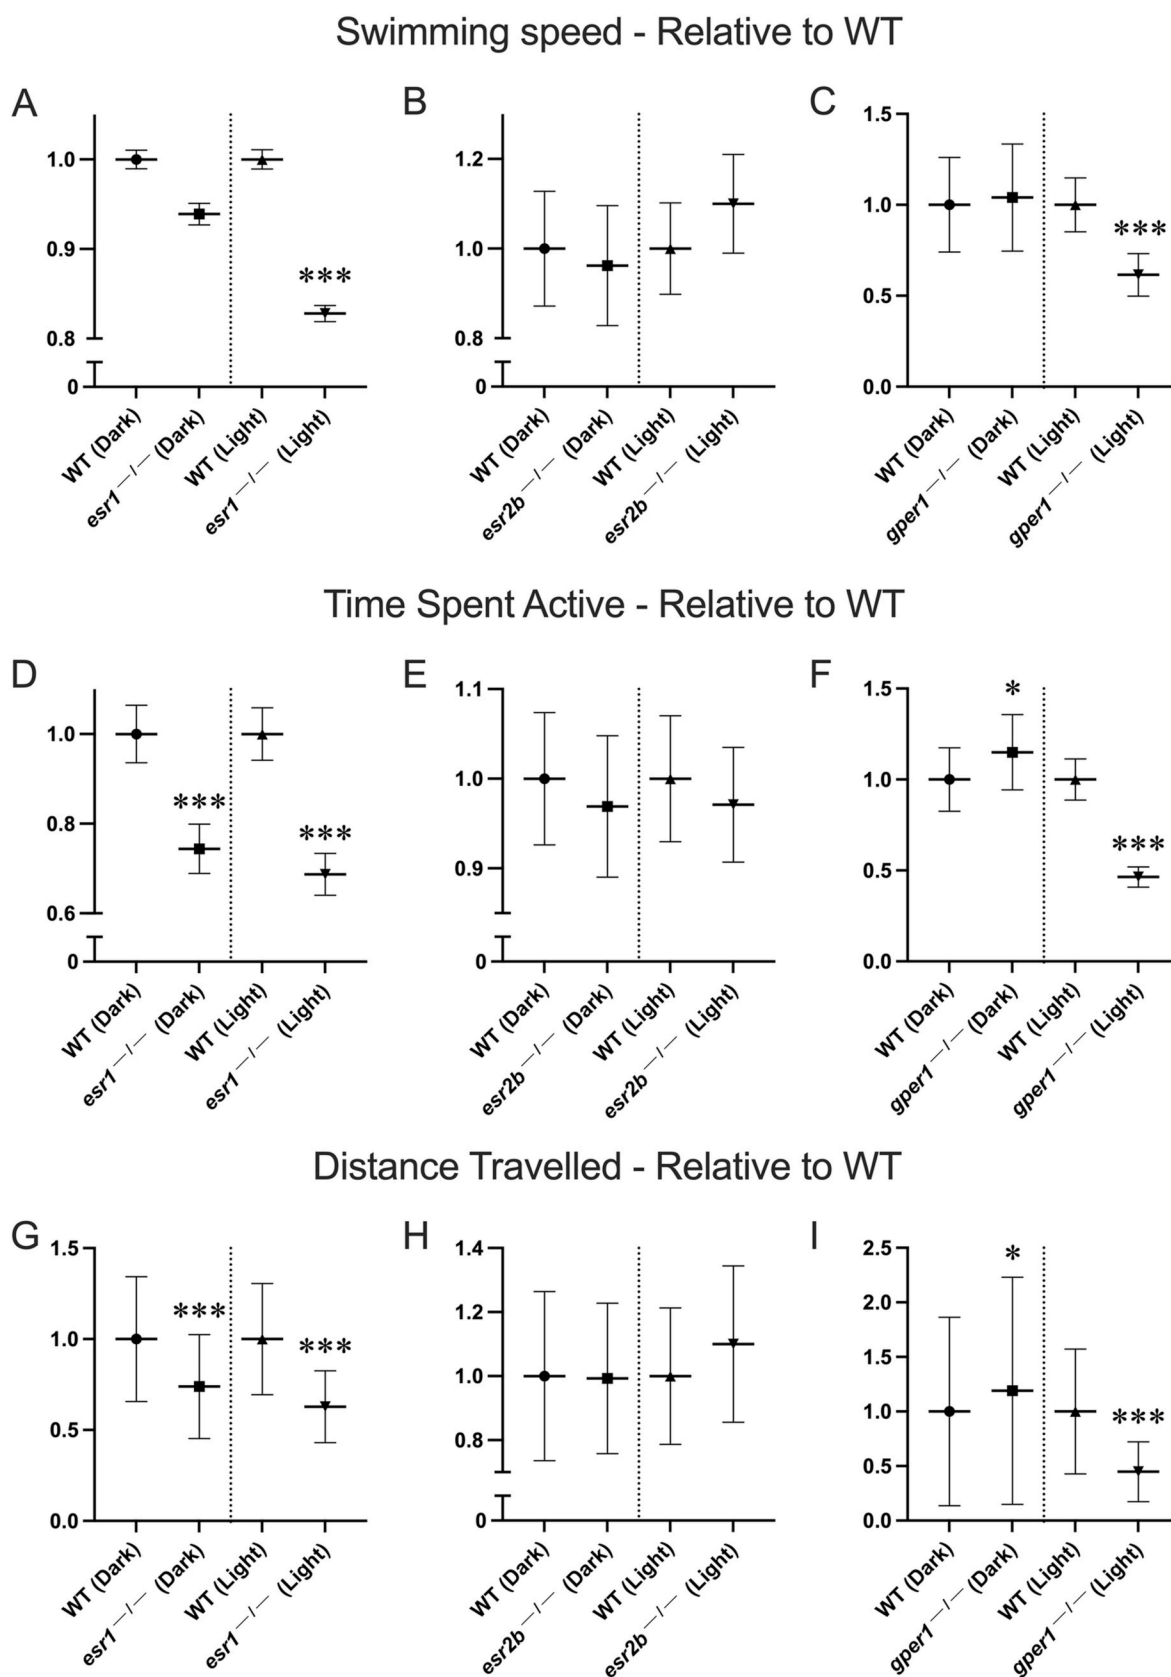 Swimming speed - Relative to WT
A
1.0
0.9
0.8
0
***
WT (Dark)
esr1 −/− (Dark)
WT (Light)
esr1 −/− (Light)
B
1.2
1.0
0.8
0
WT (Dark)
esr2b −/− (Dark)
WT (Light)
esr2b −/− (Light)
C
1.5
1.0
0.5
0.0
***
WT (Dark)
gper1 −/− (Dark)
WT (Light)
gper1 −/− (Light)
Time Spent Active - Relative to WT
D
1.0
0.8
0.6
0
***
***
WT (Dark)
esr1 −/− (Dark)
WT (Light)
esr1 −/− (Light)
E
1.1
1.0
0.9
0
WT (Dark)
esr2b −/− (Dark)
WT (Light)
esr2b −/− (Light)
F
1.5
1.0
0.5
0.0
*
***
WT (Dark)
gper1 −/− (Dark)
WT (Light)
gper1 −/− (Light)
Distance Travelled - Relative to WT
G
1.5
1.0
0.5
0.0
***
***
WT (Dark)
esr1 −/− (Dark)
WT (Light)
esr1 −/− (Light)
H
1.4
1.2
1.0
0.8
0
WT (Dark)
esr2b −/− (Dark)
WT (Light)
esr2b −/− (Light)
I
2.5
2.0
1.5
1.0
0.5
0.0
*
***
WT (Dark)
gper1 −/− (Dark)
WT (Light)
gper1 −/− (Light)